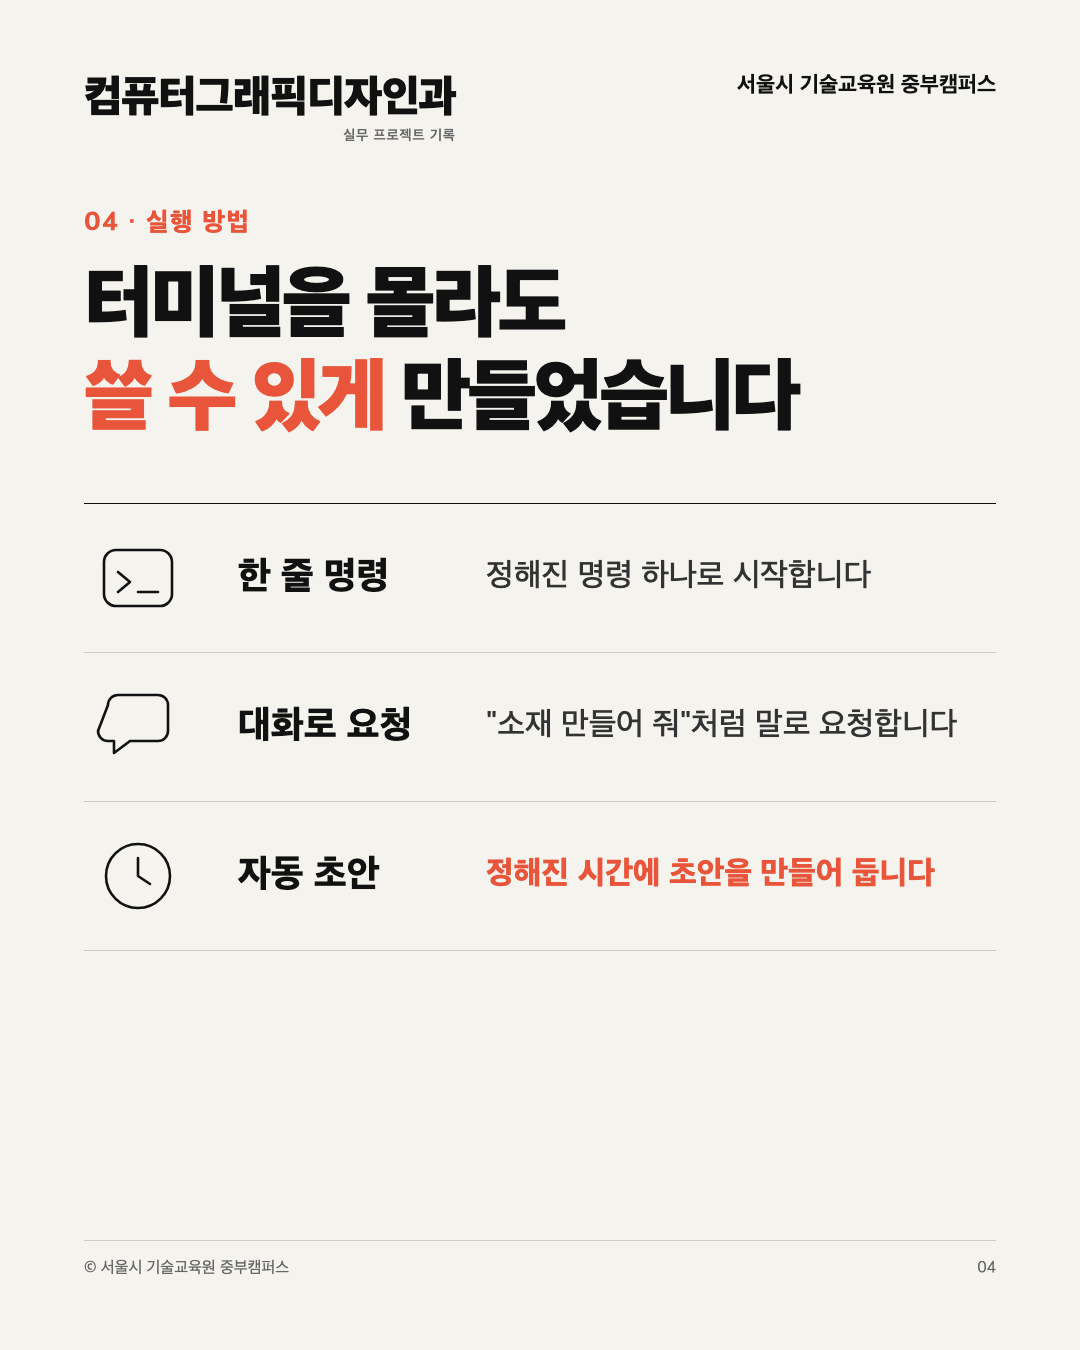 컴퓨터그래픽디자인과
서울시 기술교육원 중부캠퍼스
실무 프로젝트 기록
04 · 실행 방법
터미널을 몰라도
쓸 수 있게 만들었습니다
>_
한 줄 명령
정해진 명령 하나로 시작합니다
대화로 요청
"소재 만들어 줘"처럼 말로 요청합니다
자동 초안
정해진 시간에 초안을 만들어 둡니다
© 서울시 기술교육원 중부캠퍼스
04